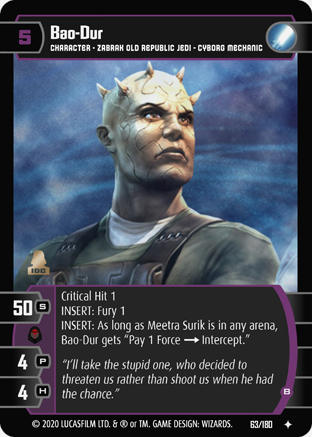 5
Bao-Dur
CHARACTER - ZABRAK OLD REPUBLIC JEDI - CYBORG MECHANIC
IDC
50 S
Critical Hit 1
INSERT: Fury 1
INSERT: As long as Meetra Surik is in any arena,
Bao-Dur gets "Pay 1 Force → Intercept."
4 P
4 H
"I'll take the stupid one, who decided to
threaten us rather than shoot us when he had
the chance."
B
© 2020 LUCASFILM LTD. & ® or TM. GAME DESIGN: WIZARDS.
63/180